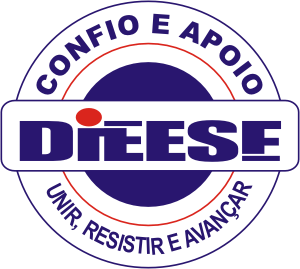 CONFIO E APOIO
DIEESE
UNIR, RESISTIR E AVANÇAR